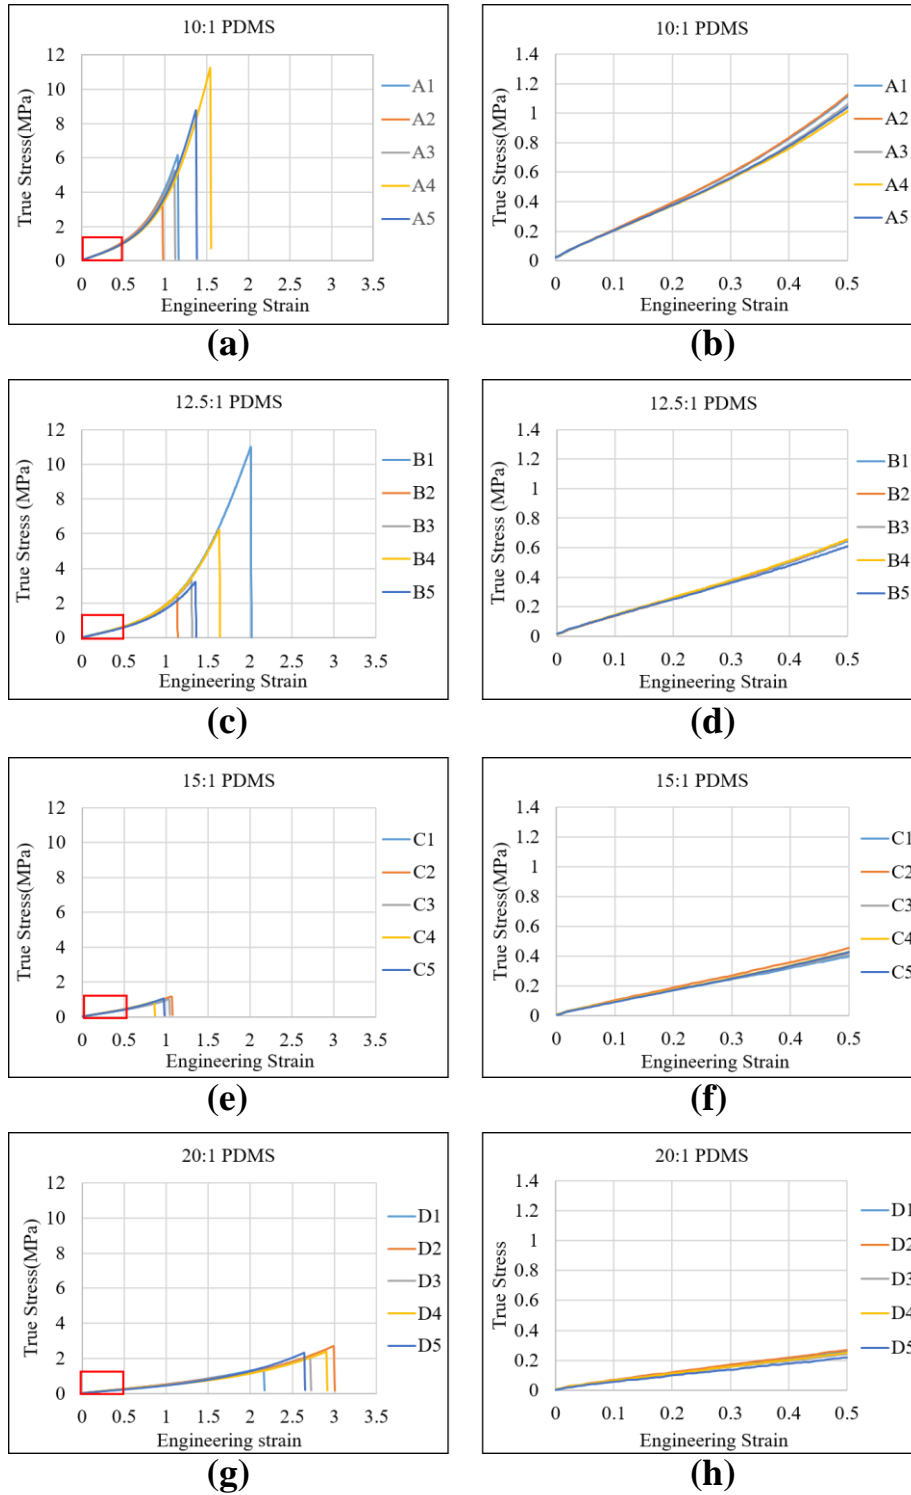 10:1 PDMS
True Stress(MPa)
12
10
8
6
4
2
0
0 0.5 1 1.5 2 2.5 3 3.5
Engineering Strain
A1
A2
A3
A4
A5
(a)
10:1 PDMS
True Stress (MPa)
1.4
1.2
1
0.8
0.6
0.4
0.2
0
0 0.1 0.2 0.3 0.4 0.5
Engineering Strain
A1
A2
A3
A4
A5
(b)
12.5:1 PDMS
True Stress (MPa)
12
10
8
6
4
2
0
0 0.5 1 1.5 2 2.5 3 3.5
Engineering Strain
B1
B2
B3
B4
B5
(c)
12.5:1 PDMS
True Stress (MPa)
1.4
1.2
1
0.8
0.6
0.4
0.2
0
0 0.1 0.2 0.3 0.4 0.5
Engineering Strain
B1
B2
B3
B4
B5
(d)
15:1 PDMS
True Stress(MPa)
12
10
8
6
4
2
0
0 0.5 1 1.5 2 2.5 3 3.5
Engineering Strain
C1
C2
C3
C4
C5
(e)
15:1 PDMS
True Stress(MPa)
1.4
1.2
1
0.8
0.6
0.4
0.2
0
0 0.1 0.2 0.3 0.4 0.5
Engineering Strain
C1
C2
C3
C4
C5
(f)
20:1 PDMS
True Stress(MPa)
12
10
8
6
4
2
0
0 0.5 1 1.5 2 2.5 3 3.5
Engineering strain
D1
D2
D3
D4
D5
(g)
20:1 PDMS
True Stress
1.4
1.2
1
0.8
0.6
0.4
0.2
0
0 0.1 0.2 0.3 0.4 0.5
Engineering Strain
D1
D2
D3
D4
D5
(h)